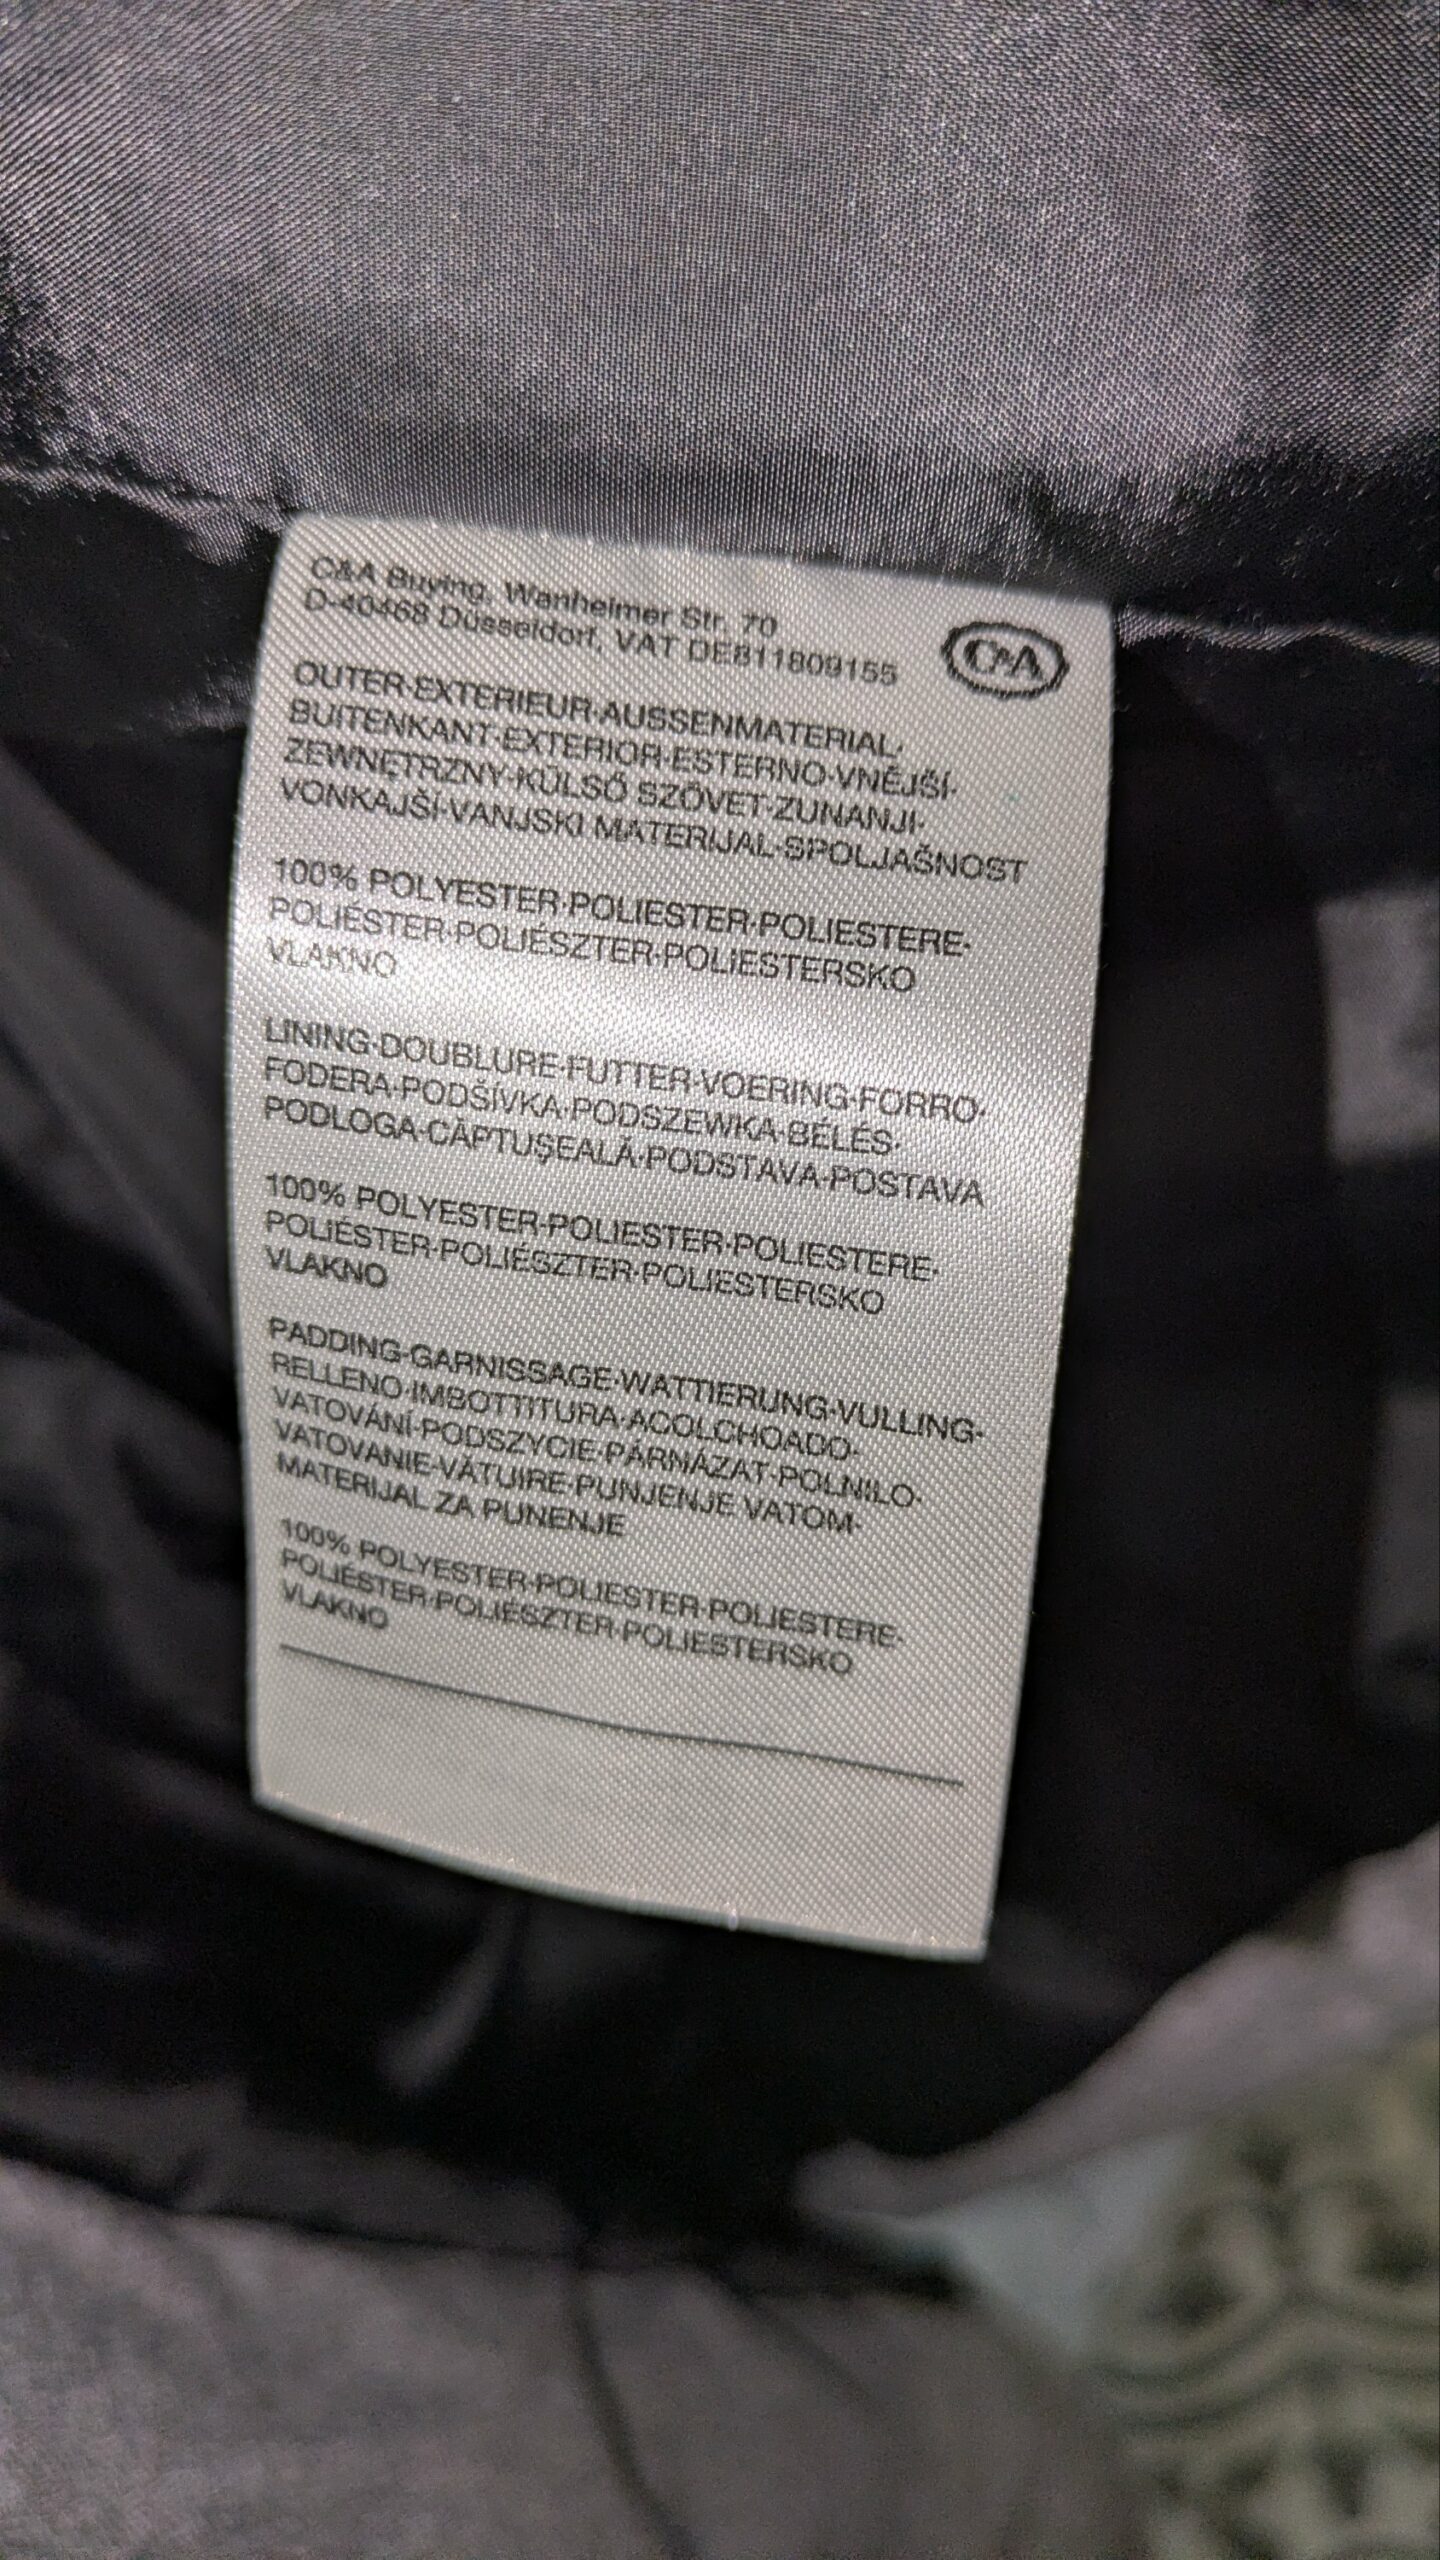 C&A Buying, Wanheimer Str. 70
D-40468 Düsseldorf, VAT DE811809155
C&A
OUTER·EXTERIEUR·AUSSENMATERIAL·
BUITENKANT·EXTERIOR·ESTERNO·VNĚJŠÍ·
ZEWNĘTRZNY·KÜLSŐ SZÖVET·ZUNANJI·
VONKAJŠÍ·VANJSKI MATERIJAL·SPOLJAŠNOST
100% POLYESTER·POLIESTER·POLIESTERE·
POLIÉSTER·POLIÉSZTER·POLIESTERSKO
VLAKNO
LINING·DOUBLURE·FUTTER·VOERING·FORRO·
FODERA·PODŠÍVKA·PODSZEWKA·BÉLÉS·
PODLOGA·CĂPTUŞEALĂ·PODSTAVA·POSTAVA
100% POLYESTER·POLIESTER·POLIESTERE·
POLIÉSTER·POLIÉSZTER·POLIESTERSKO
VLAKNO
PADDING·GARNISSAGE·WATTIERUNG·VULLING·
RELLENO·IMBOTTITURA·ACOLCHOADO·
VATOVÁNÍ·PODSZYCIE·PÁRNÁZAT·POLNILO·
VATOVANIE·VĂTUIRE·PUNJENJE VATOM·
MATERIJAL ZA PUNENJE
100% POLYESTER·POLIESTER·POLIESTERE·
POLIÉSTER·POLIÉSZTER·POLIESTERSKO
VLAKNO